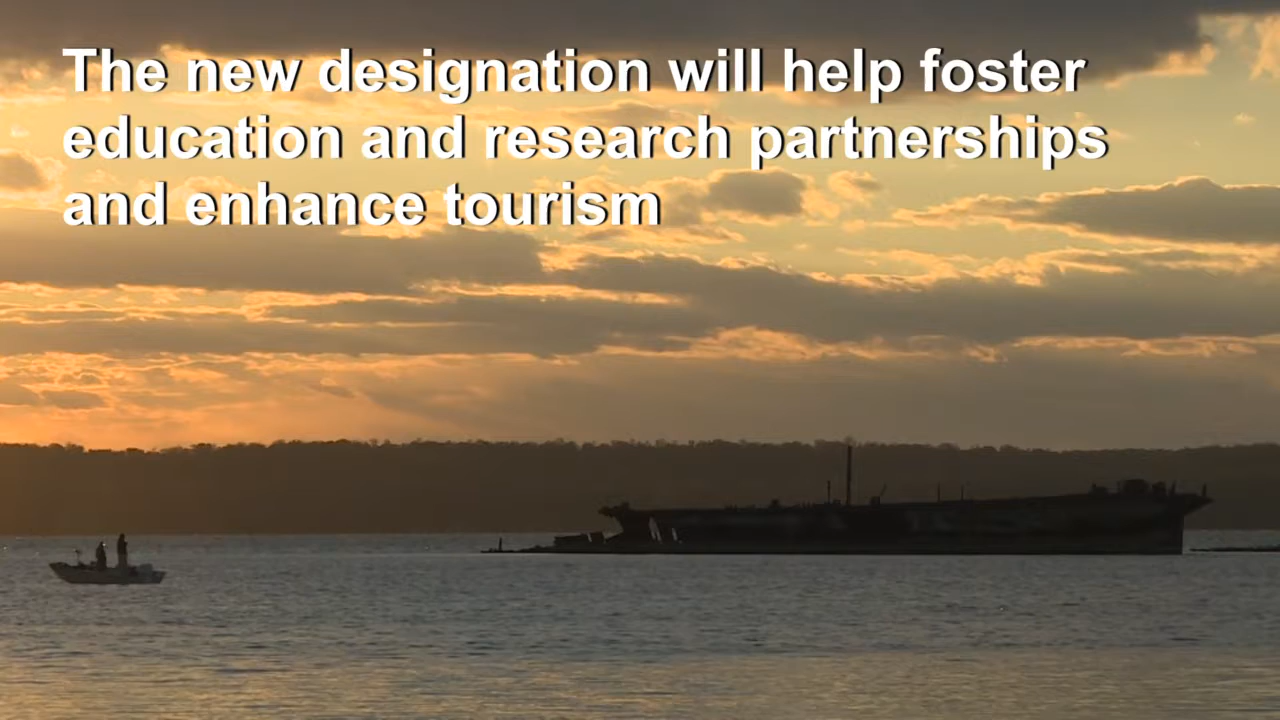 The new designation will help foster
education and research partnerships
and enhance tourism